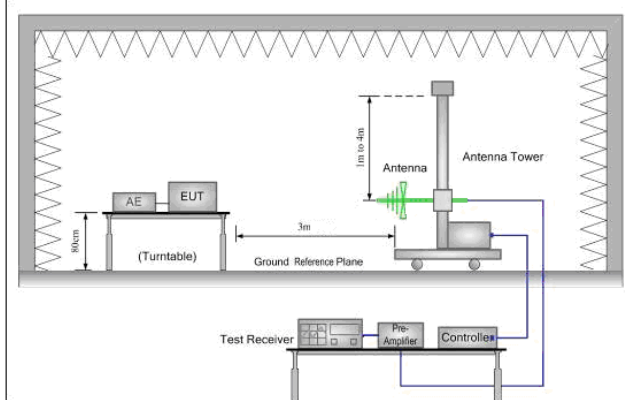 1m to 4m
Antenna
Antenna Tower
AE
EUT
80cm
3m
(Turntable)
Ground Reference Plane
Test Receiver
Pre-
Amplifier
Controller